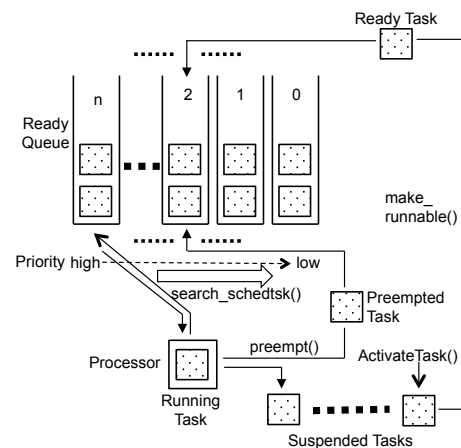 Ready Task
n 2 1 0
Ready
Queue
make_
runnable()
Priority high low
search_schedtsk()
Preempted
Task
preempt()
Processor
ActivateTask()
Running
Task
Suspended Tasks